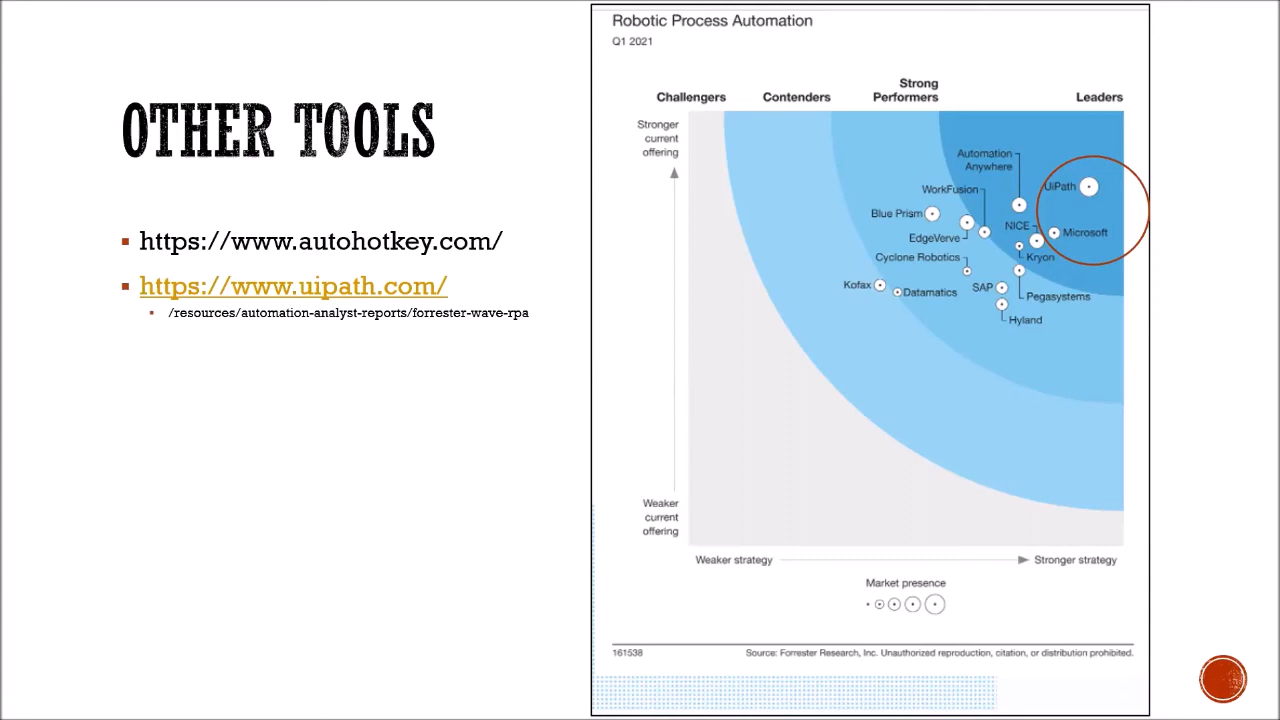 OTHER TOOLS
https://www.autohotkey.com/
https://www.uipath.com/
/resources/automation-analyst-reports/forrester-wave-rpa
Robotic Process Automation
Q1 2021
Challengers
Contenders
Strong
Performers
Leaders
Stronger
current
offering
Automation
Anywhere
UiPath
WorkFusion
Blue Prism
NICE
Microsoft
EdgeVerve
Cyclone Robotics
Kryon
Kofax
Datamatics
SAP
Pegasystems
Hyland
Weaker
current
offering
Weaker strategy
Stronger strategy
Market presence
161538
Source: Forrester Research, Inc. Unauthorized reproduction, citation, or distribution prohibited.